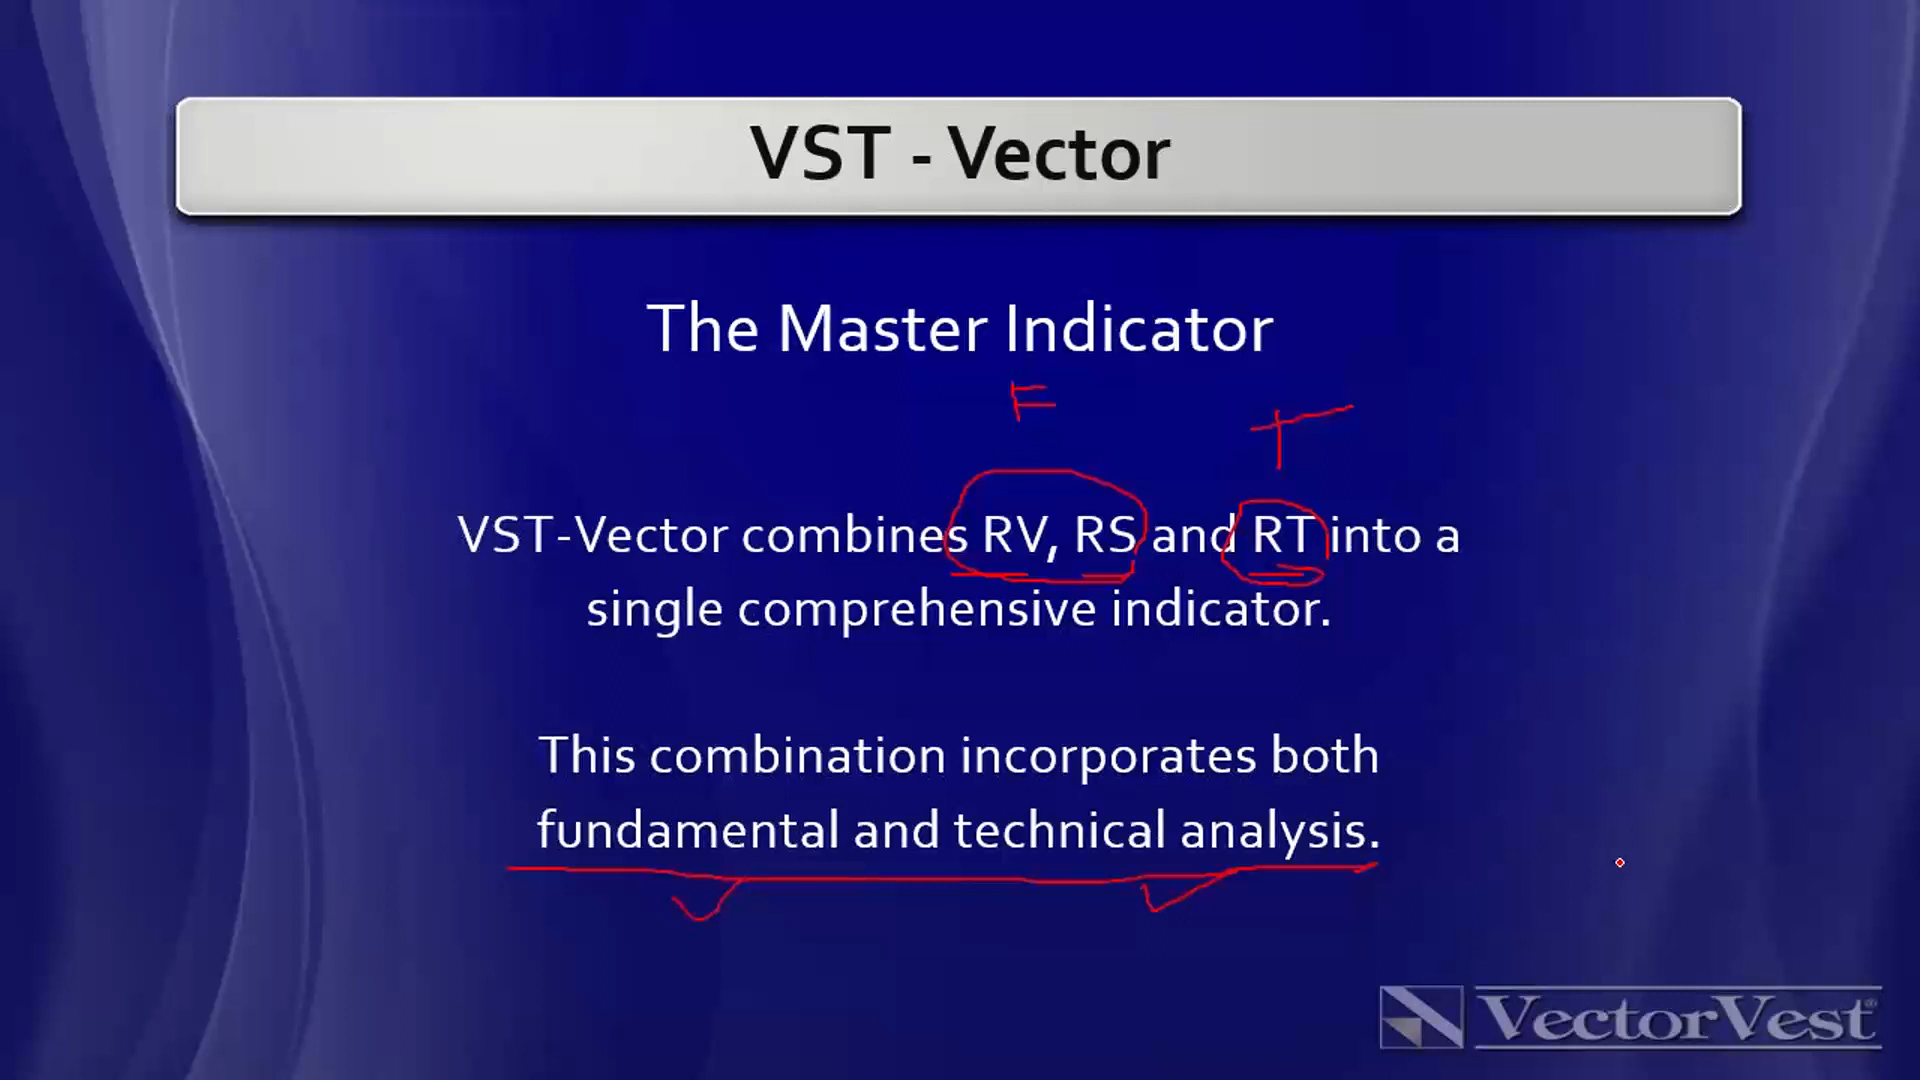 VST - Vector
The Master Indicator
F
T
VST-Vector combines RV, RS and RT into a
single comprehensive indicator.
This combination incorporates both
fundamental and technical analysis.
VectorVest®